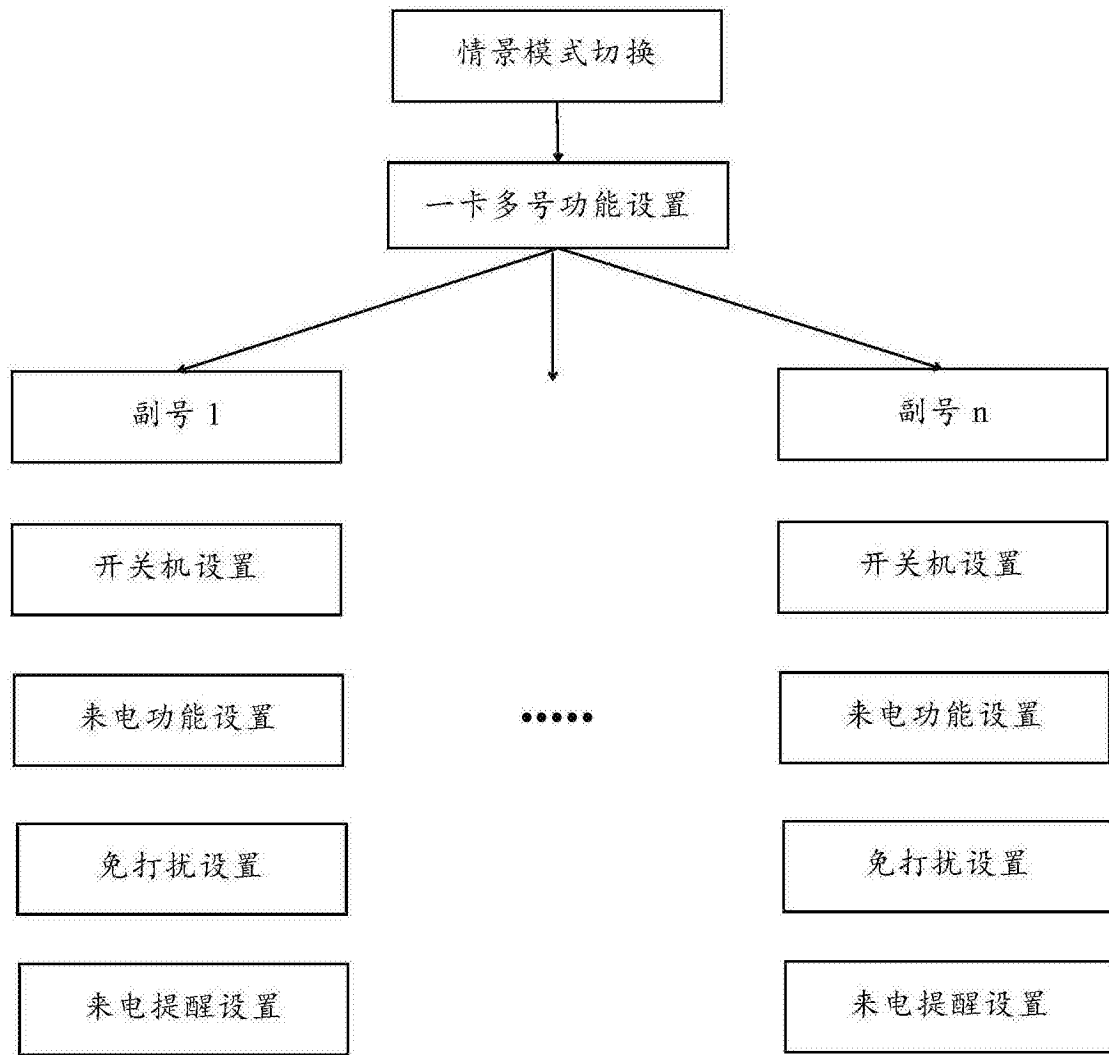 情景模式切换
一卡多号功能设置
副号 1
副号 n
开关机设置
开关机设置
来电功能设置
·····
来电功能设置
免打扰设置
免打扰设置
来电提醒设置
来电提醒设置